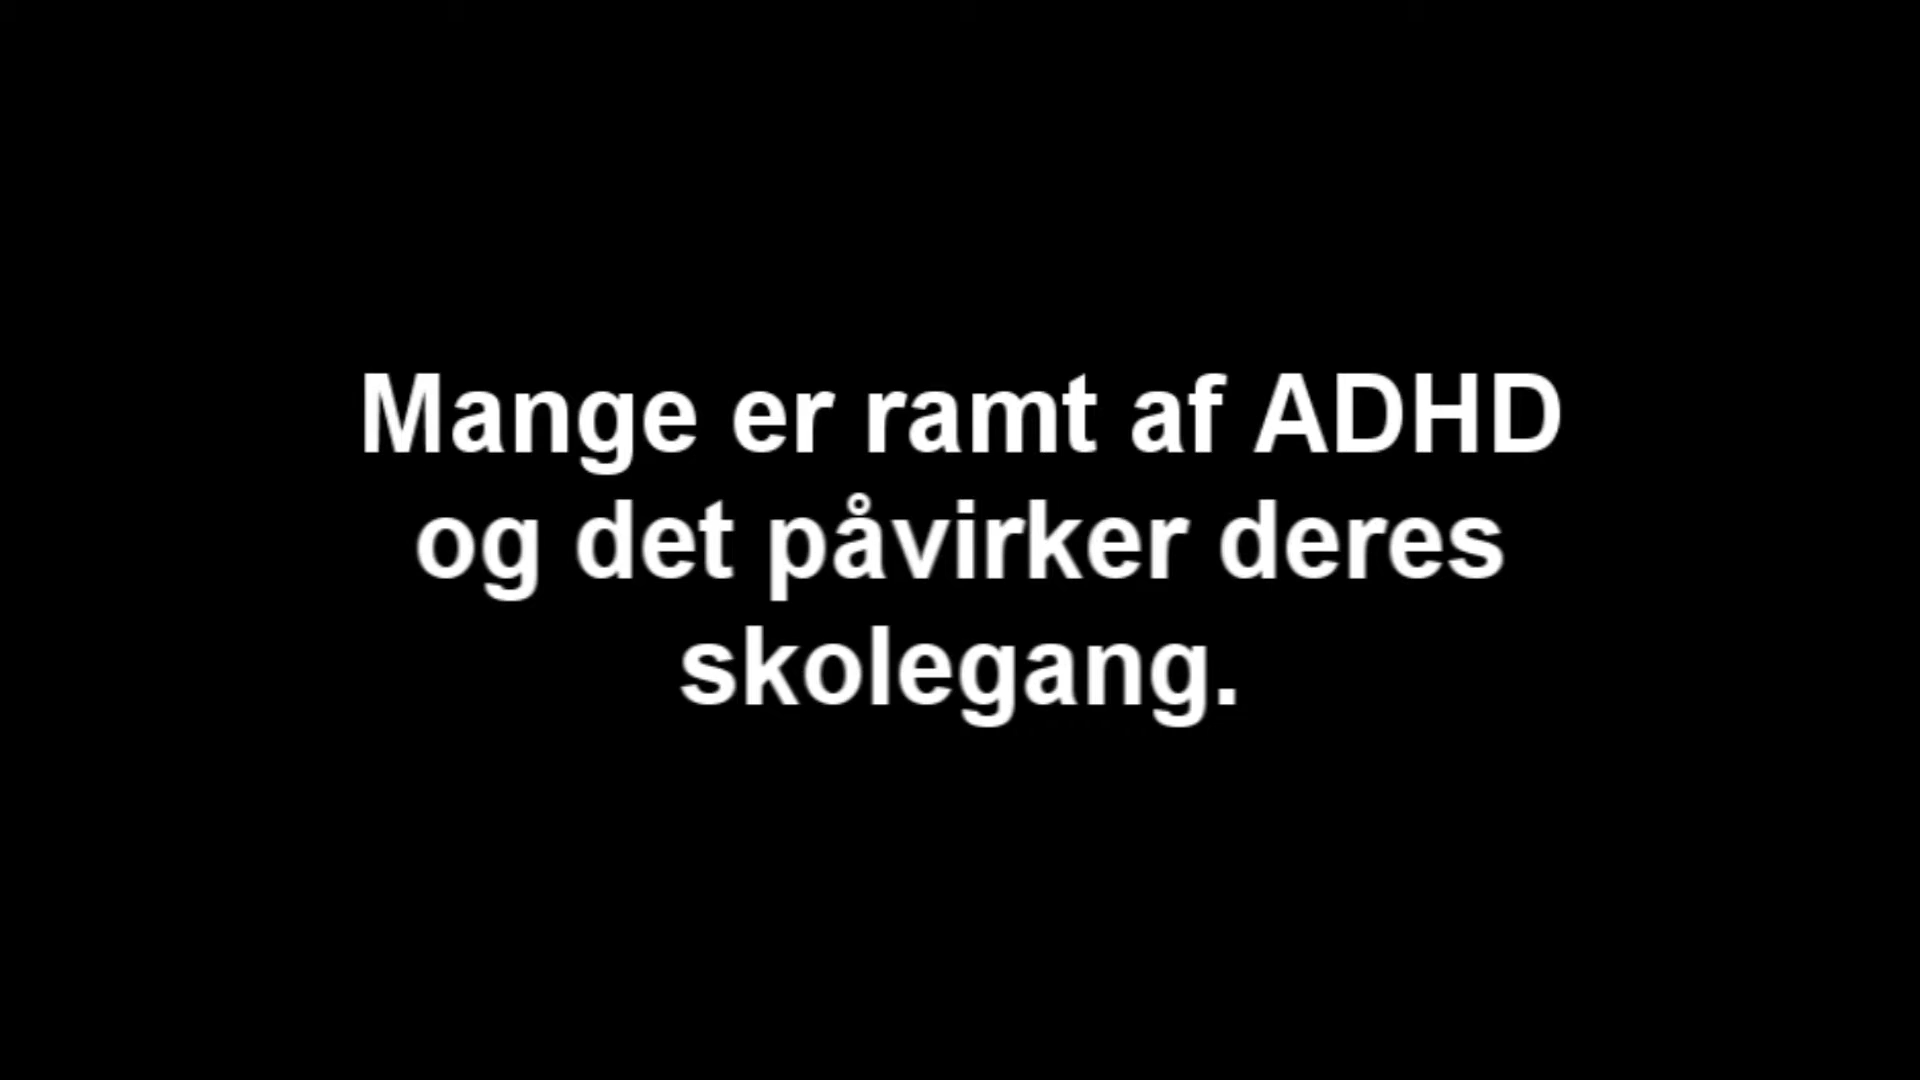 Mange er ramt af ADHD
og det påvirker deres
skolegang.